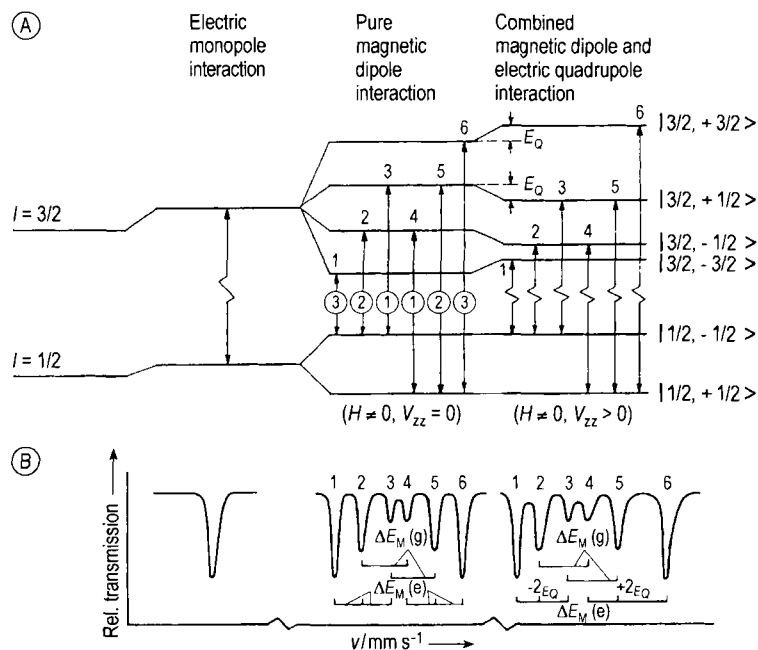 A
Electric
monopole
interaction
Pure
magnetic
dipole
interaction
Combined
magnetic dipole and
electric quadrupole
interaction
6
6
|3/2, + 3/2 >
E_Q
3 5
E_Q
3 5
|3/2, + 1/2 >
I = 3/2
2 4
2 4
|3/2, - 1/2 >
|3/2, - 3/2 >
1
1
3 2 1 1 2 3
|1/2, - 1/2 >
I = 1/2
|1/2, + 1/2 >
(H ≠ 0, V_zz = 0)
(H ≠ 0, V_zz > 0)
B
Rel. transmission
1 2 3 4 5 6
1 2 3 4 5 6
ΔE_M (g)
ΔE_M (g)
ΔE_M (e)
-2E_Q
+2E_Q
ΔE_M (e)
v/mm s⁻¹